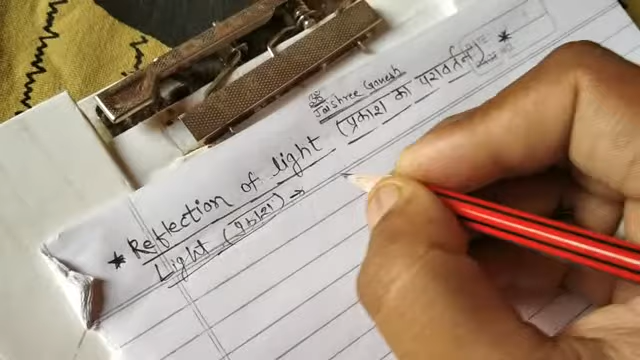 ॐ
Jaishree Ganesh
* Reflection of light (प्रकाश का परावर्तन) *
Light (प्रकाश) →